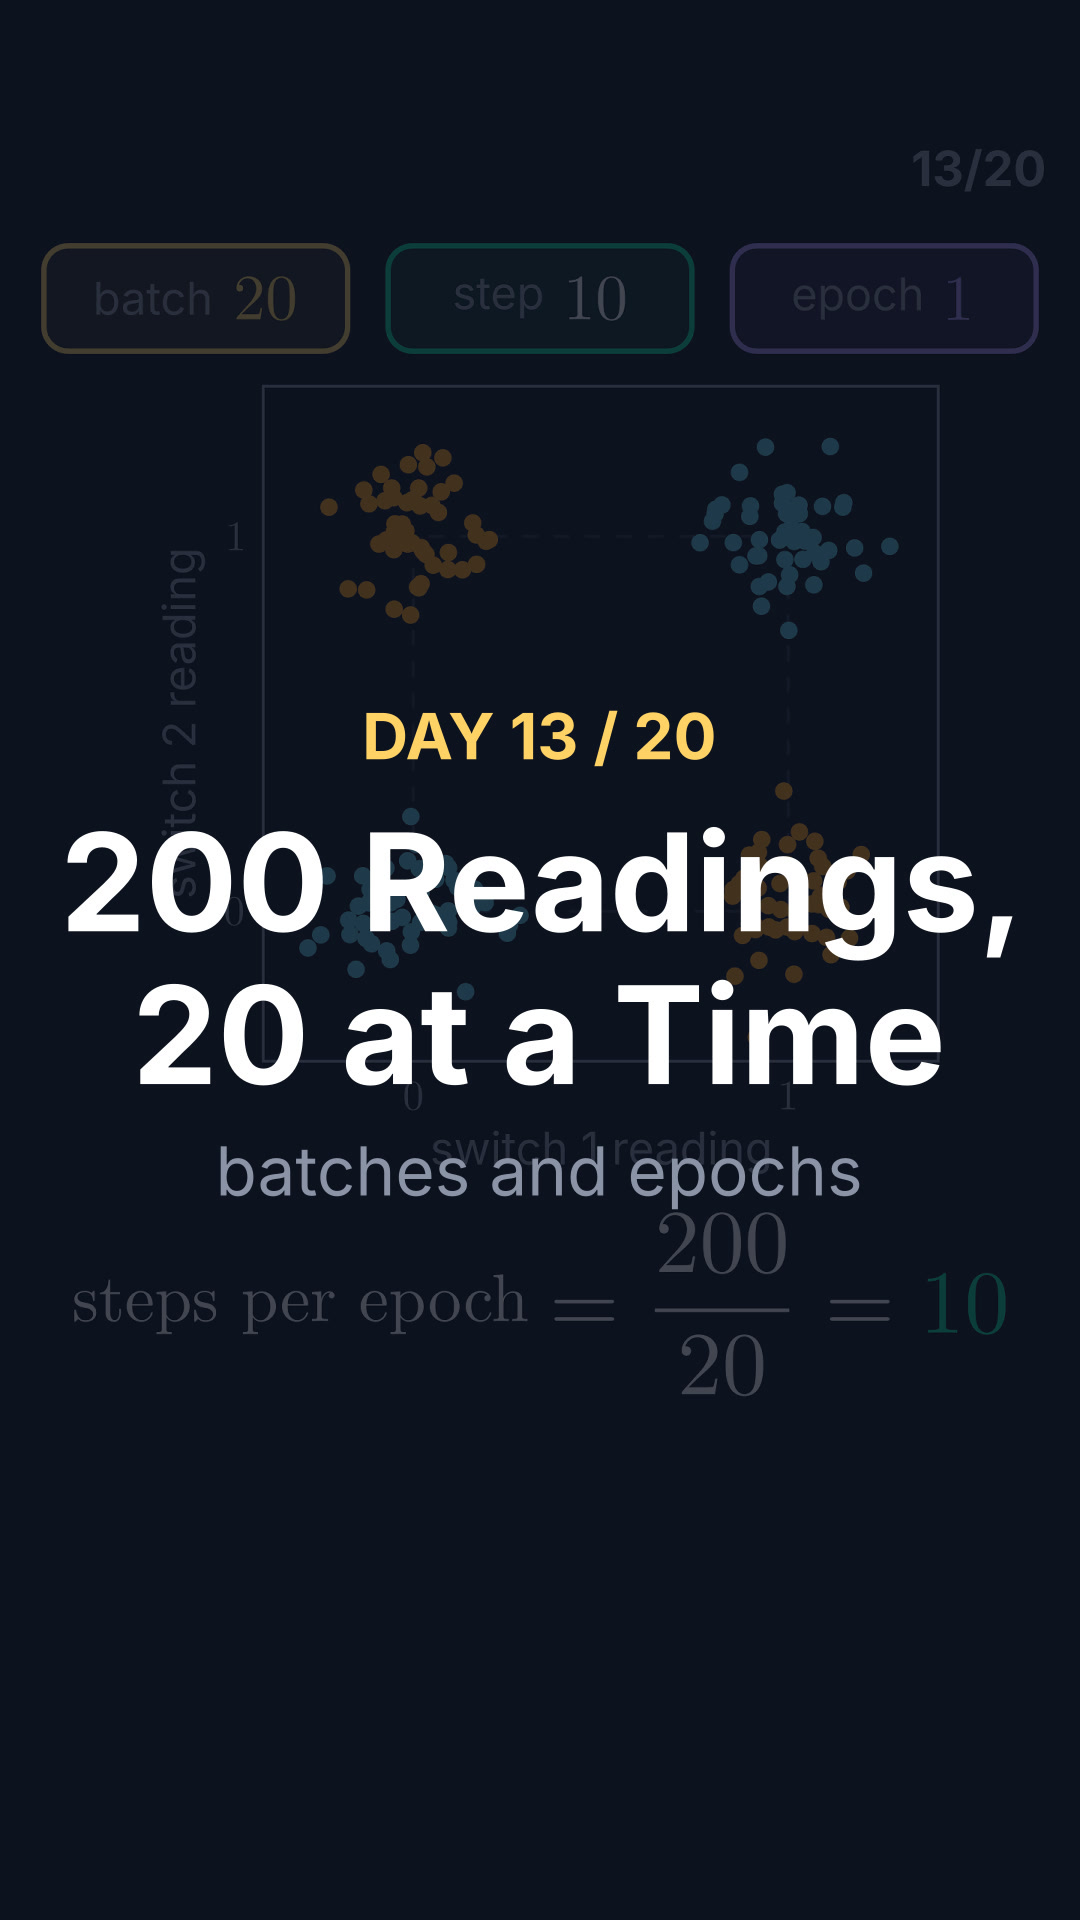 13/20
batch 20
step 10
epoch 1
switch 2 reading
1
0
DAY 13 / 20
200 Readings,
20 at a Time
0
1
switch 1 reading
batches and epochs
steps per epoch = 200/20 = 10